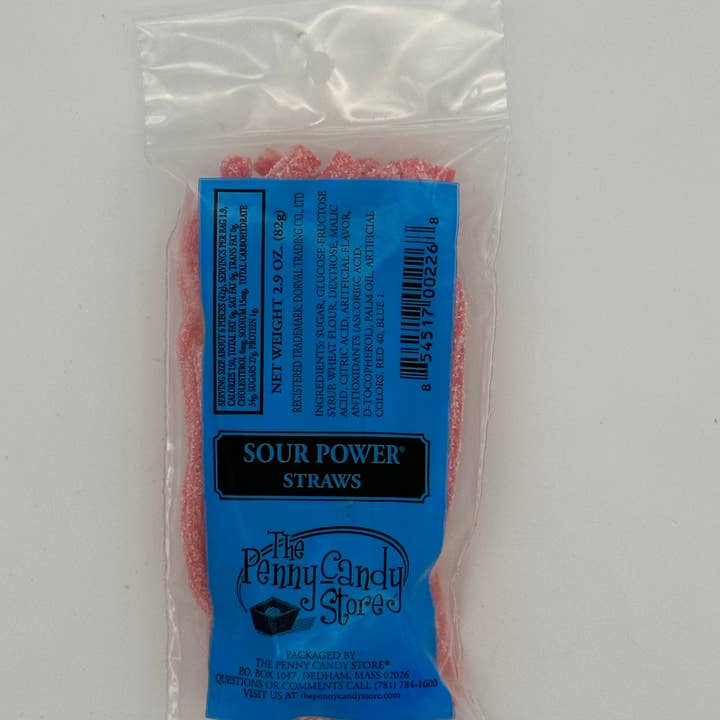 SERVING SIZE ABOUT 6 PIECES (42g), SERVINGS PER BAG 1.9,
CALORIES 150, TOTAL FAT 0g, SAT FAT 0g, TRANS FAT 0g,
CHOLESTEROL 0mg, SODIUM 15mg, TOTAL CARBOHYDRATE
34g, SUGARS 27g, PROTEIN 1g.
NET WEIGHT 2.9 OZ. (82g)
REGISTERED TRADEMARK: DORVAL TRADING CO., LTD
INGREDIENTS: SUGAR, GLUCOSE-FRUCTOSE
SYRUP, WHEAT FLOUR, DEXTROSE, MALIC
ACID, CITRIC ACID, ARITIFICIAL FLAVOR,
ANTIOXIDANTS (ASCORBIC ACID,
D-TOCOPHEROL), PALM OIL, ARTIFICIAL
COLORS, RED 40, BLUE 1.
8 54517 00226 8
SOUR POWER®
STRAWS
The
Penny Candy
Store
PACKAGED BY
THE PENNY CANDY STORE®
P.O. BOX 1047, DEDHAM, MASS 02026
QUESTIONS OR COMMENTS CALL (781) 784-1600
VISIT US AT thepennycandystore.com